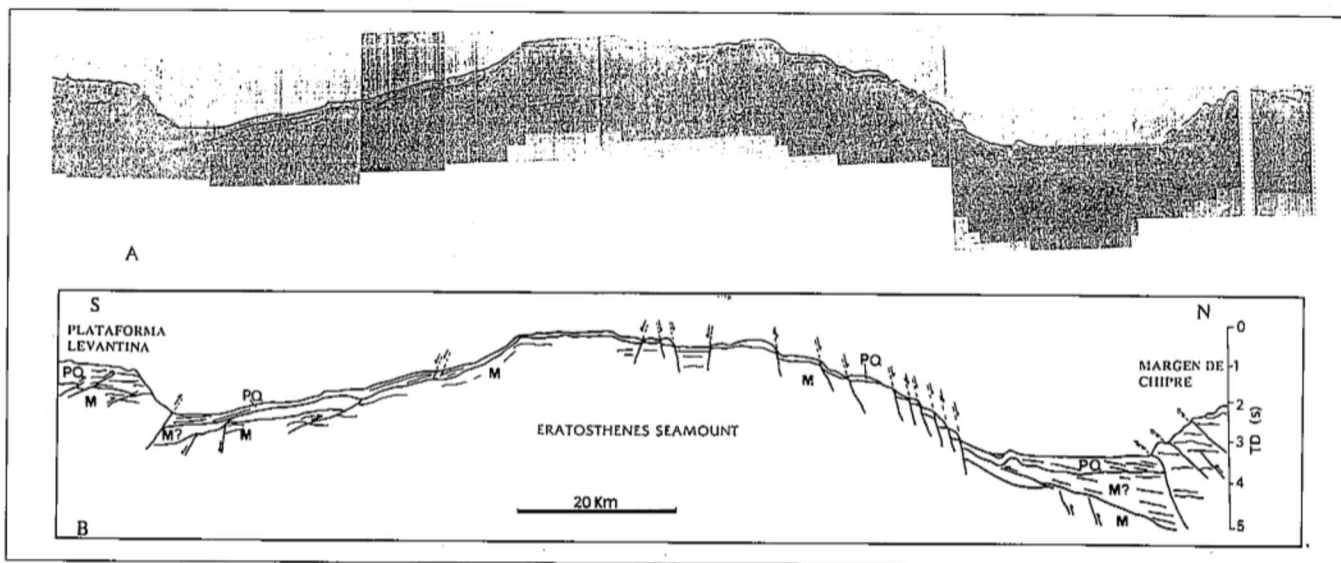 A
S
N
PLATAFORMA
LEVANTINA
MARGEN DE
CHIPRE
PQ
M
M?
M
PQ
M
ERATOSTHENES SEAMOUNT
M
PQ
PQ
M?
M
20 Km
0
1
2
3
4
5
TD (s)
B